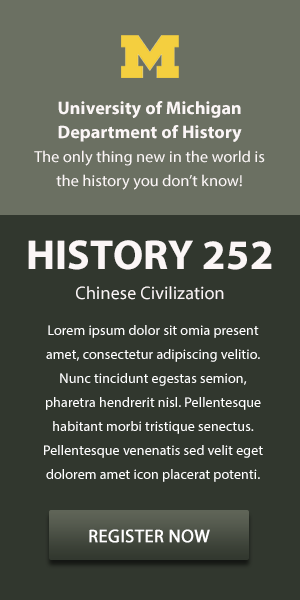 M
University of Michigan
Department of History
The only thing new in the world is
the history you don’t know!
HISTORY 252
Chinese Civilization
Lorem ipsum dolor sit omia present
amet, consectetur adipiscing velitio.
Nunc tincidunt egestas semion,
pharetra hendrerit nisl. Pellentesque
habitant morbi tristique senectus.
Pellentesque venenatis sed velit eget
dolorem amet icon placerat potenti.
REGISTER NOW